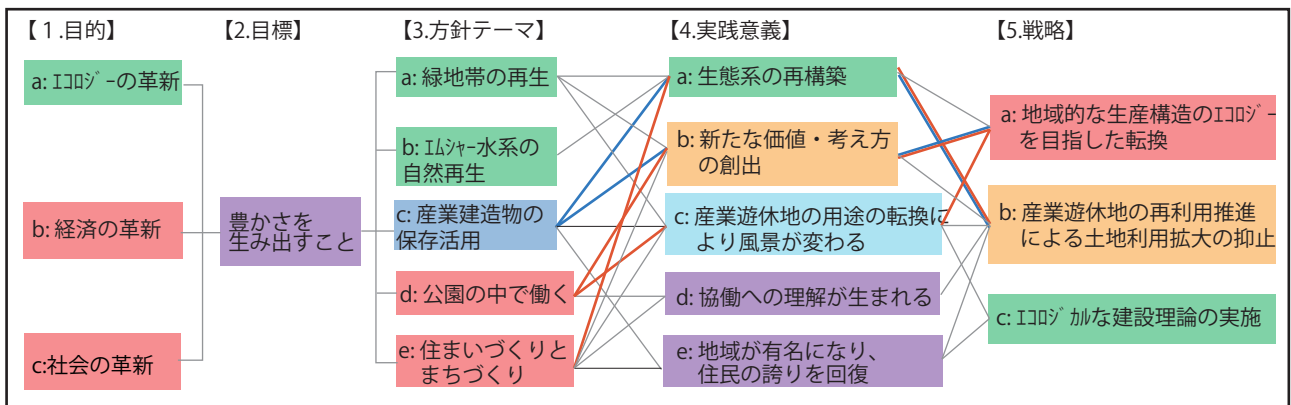 【１.目的】
【2.目標】
【3.方針テーマ】
【4.実践意義】
【5.戦略】
a: ｴｺﾛｼﾞｰの革新
b: 経済の革新
c:社会の革新
豊かさを
生み出すこと
a: 緑地帯の再生
b: ｴﾑｼｬｰ水系の
自然再生
c: 産業建造物の
保存活用
d: 公園の中で働く
e: 住まいづくりと
まちづくり
a: 生態系の再構築
b: 新たな価値・考え方
の創出
c: 産業遊休地の用途の転換に
より風景が変わる
d: 協働への理解が生まれる
e: 地域が有名になり、
住民の誇りを回復
a: 地域的な生産構造のｴｺﾛｼﾞｰ
を目指した転換
b: 産業遊休地の再利用推進
による土地利用拡大の抑止
c: ｴｺﾛｼﾞｶﾙな建設理論の実施